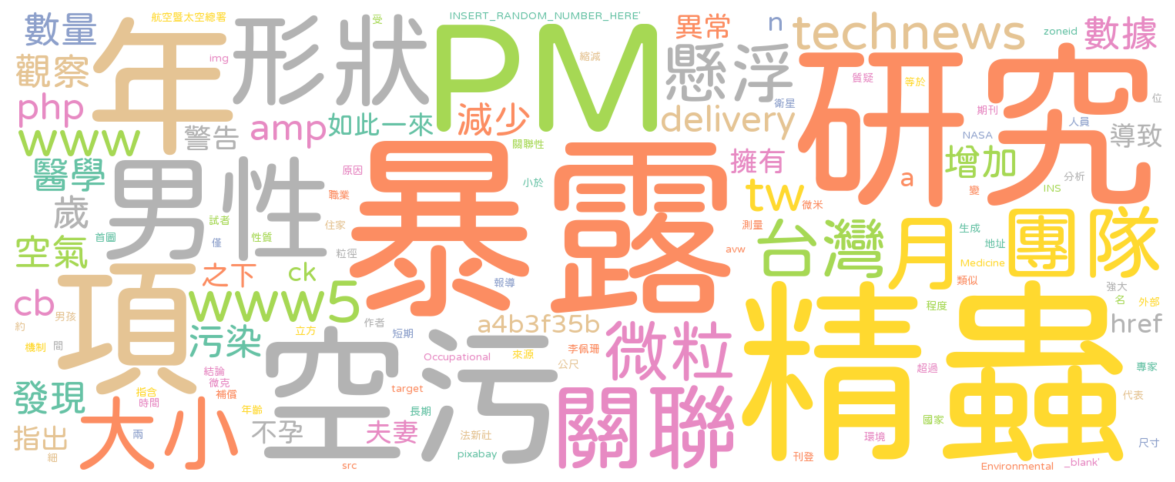 航空暨太空總署
受
INSERT_RANDOM_NUMBER_HERE'
異常
n
technews
zoneid
數據
數量
年
形狀
PM
懸浮
研究
觀察
img
縮減
質疑
等於
衛星
位
php
www
警告
amp
如此一來
減少
delivery
期刊
人員
導致
NASA
醫學
男性
原因
關聯性
擁有
增加
分析
歲
職業
暴露
小於
tw
a
變
INS
微米
首圖
試者
僅
性質
住家
測量
台灣
月
生成
地址
團隊
空氣
粒徑
avw
Medicine
類似
項
之下
ck
報導
強大
cb
www5
名
外部
約
男孩
污染
立方
作者
短期
a4b3f35b
程度
href
機制
間
空污
Occupational
來源
李佩珊
微粒
精蟲
結論
微克
公尺
超過
專家
發現
指含
時間
補償
target
關聯
代表
大小
年齡
長期
國家
指出
兩
不孕
夫妻
法新社
環境
尺寸
pixabay
src
刊登
Environmental
_blank'